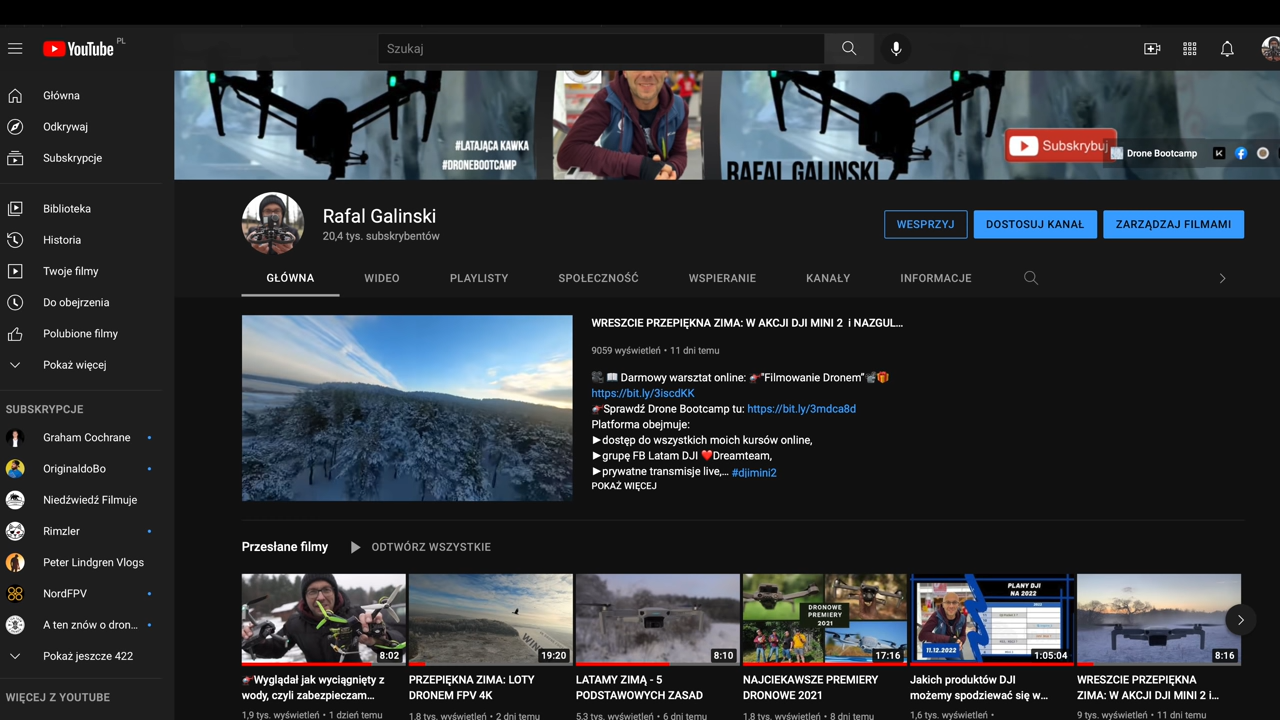 YouTube PL
Szukaj
Główna
Odkrywaj
Subskrypcje
Biblioteka
Historia
Twoje filmy
Do obejrzenia
Polubione filmy
Pokaż więcej
SUBSKRYPCJE
Graham Cochrane
OriginaldoBo
Niedźwiedź Filmuje
Rimzler
Peter Lindgren Vlogs
NordFPV
A ten znów o dron...
Pokaż jeszcze 422
WIĘCEJ Z YOUTUBE
#LATAJĄCA KAWKA
#DRONEBOOTCAMP
RAFAL GALINSKI
Subskrybuj
Drone Bootcamp
Rafal Galinski
20,4 tys. subskrybentów
WESPRZYJ
DOSTOSUJ KANAŁ
ZARZĄDZAJ FILMAMI
GŁÓWNA
WIDEO
PLAYLISTY
SPOŁECZNOŚĆ
WSPIERANIE
KANAŁY
INFORMACJE
WRESZCIE PRZEPIĘKNA ZIMA: W AKCJI DJI MINI 2 i NAZGUL...
9059 wyświetleń • 11 dni temu
Darmowy warsztat online: "Filmowanie Dronem"
https://bit.ly/3iscdKK
Sprawdź Drone Bootcamp tu: https://bit.ly/3mdca8d
Platforma obejmuje:
►dostęp do wszystkich moich kursów online,
►grupę FB Latam DJI ❤️Dreamteam,
►prywatne transmisje live,... #djimini2
POKAŻ WIĘCEJ
Przesłane filmy
ODTWÓRZ WSZYSTKIE
8:02
Wyglądał jak wyciągnięty z
wody, czyli zabezpieczam...
1,9 tys. wyświetleń • 1 dzień temu
19:20
PRZEPIĘKNA ZIMA: LOTY
DRONEM FPV 4K
1,8 tys. wyświetleń • 2 dni temu
8:10
LATAMY ZIMĄ - 5
PODSTAWOWYCH ZASAD
5,3 tys. wyświetleń • 6 dni temu
DRONOWE
PREMIERY
2021
17:16
NAJCIEKAWSZE PREMIERY
DRONOWE 2021
1,8 tys. wyświetleń • 8 dni temu
PLANY DJI
NA 2022
11.12.2022
1:05:04
Jakich produktów DJI
możemy spodziewać się w...
1,6 tys. wyświetleń •
8:16
WRESZCIE PRZEPIĘKNA
ZIMA: W AKCJI DJI MINI 2 i...
9 tys. wyświetleń • 11 dni temu